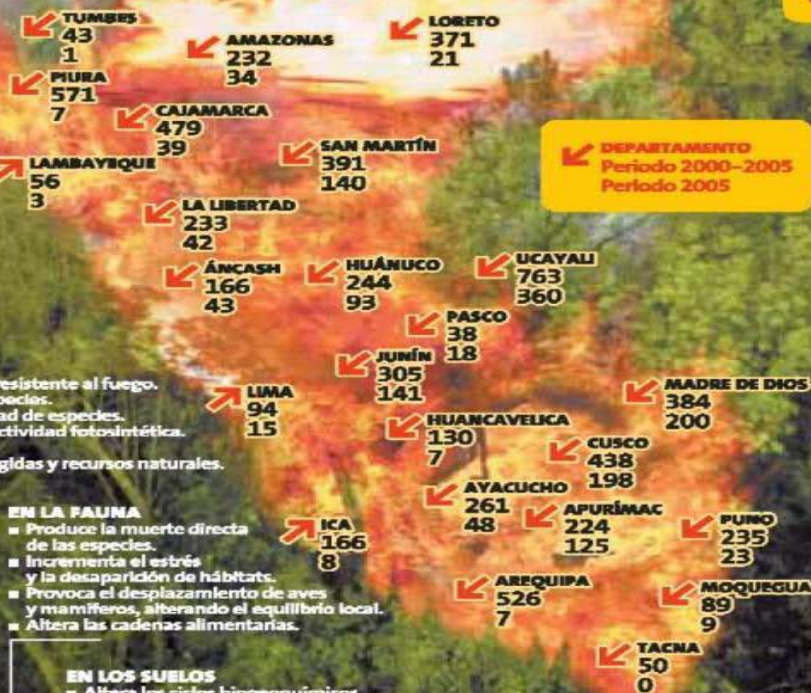 TUMBES
43
1
AMAZONAS
232
34
LORETO
371
21
PIURA
571
7
CAJAMARCA
479
39
SAN MARTÍN
391
140
DEPARTAMENTO
Periodo 2000–2005
Periodo 2005
LAMBAYEQUE
56
3
LA LIBERTAD
233
42
ÁNCASH
166
43
HUÁNUCO
244
93
UCAYALI
763
360
PASCO
38
18
JUNÍN
305
141
LIMA
94
15
MADRE DE DIOS
384
200
HUANCAVELICA
130
7
CUSCO
438
198
AYACUCHO
261
48
APURÍMAC
224
125
ICA
166
8
PUNO
235
23
AREQUIPA
526
7
MOQUEGUA
89
9
TACNA
50
0
esistente al fuego.
pecies.
ad de especies.
ctividad fotosintética.
gidas y recursos naturales.
EN LA FAUNA
■ Produce la muerte directa
de las especies.
■ Incrementa el estrés
y la desaparición de hábitats.
■ Provoca el desplazamiento de aves
y mamíferos, alterando el equilibrio local.
■ Altera las cadenas alimentarias.
EN LOS SUELOS
■ Altera los ciclos biogeoquímicos